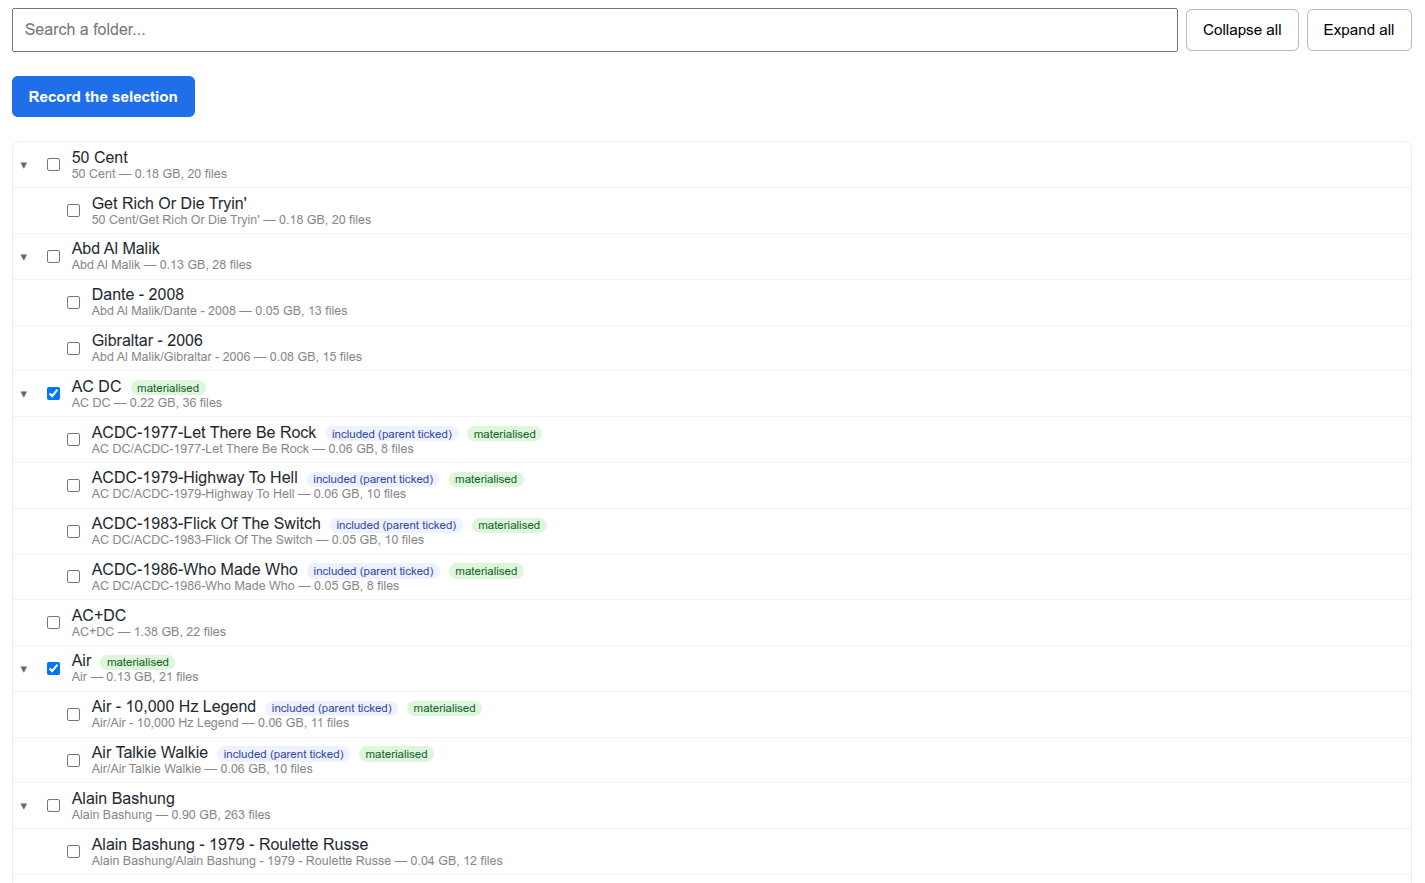 Search a folder...
Collapse all
Expand all
Record the selection
50 Cent
50 Cent — 0.18 GB, 20 files
Get Rich Or Die Tryin'
50 Cent/Get Rich Or Die Tryin' — 0.18 GB, 20 files
Abd Al Malik
Abd Al Malik — 0.13 GB, 28 files
Dante - 2008
Abd Al Malik/Dante - 2008 — 0.05 GB, 13 files
Gibraltar - 2006
Abd Al Malik/Gibraltar - 2006 — 0.08 GB, 15 files
AC DC materialised
AC DC — 0.22 GB, 36 files
ACDC-1977-Let There Be Rock included (parent ticked) materialised
AC DC/ACDC-1977-Let There Be Rock — 0.06 GB, 8 files
ACDC-1979-Highway To Hell included (parent ticked) materialised
AC DC/ACDC-1979-Highway To Hell — 0.06 GB, 10 files
ACDC-1983-Flick Of The Switch included (parent ticked) materialised
AC DC/ACDC-1983-Flick Of The Switch — 0.05 GB, 10 files
ACDC-1986-Who Made Who included (parent ticked) materialised
AC DC/ACDC-1986-Who Made Who — 0.05 GB, 8 files
AC+DC
AC+DC — 1.38 GB, 22 files
Air materialised
Air — 0.13 GB, 21 files
Air - 10,000 Hz Legend included (parent ticked) materialised
Air/Air - 10,000 Hz Legend — 0.06 GB, 11 files
Air Talkie Walkie included (parent ticked) materialised
Air/Air Talkie Walkie — 0.06 GB, 10 files
Alain Bashung
Alain Bashung — 0.90 GB, 263 files
Alain Bashung - 1979 - Roulette Russe
Alain Bashung/Alain Bashung - 1979 - Roulette Russe — 0.04 GB, 12 files